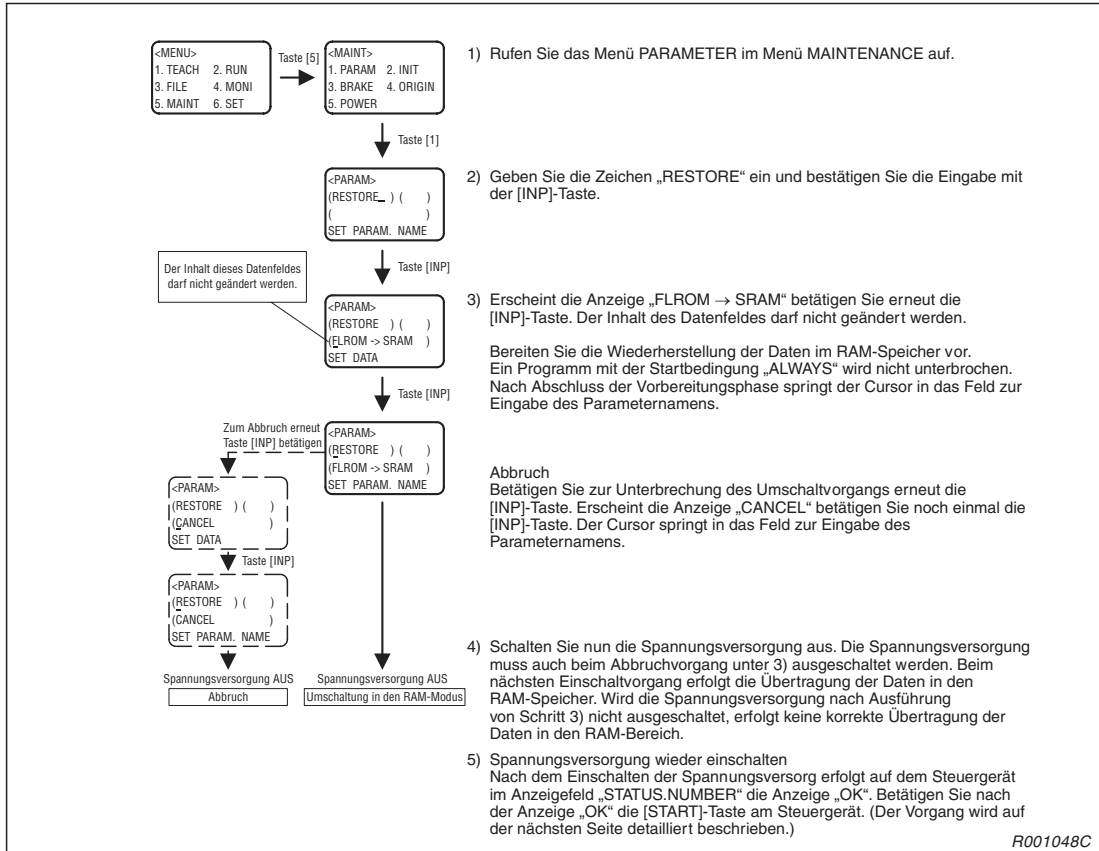 <MENU>
1. TEACH 2. RUN
3. FILE 4. MONI
5. MAINT 6. SET
Taste [5]
<MAINT>
1. PARAM 2. INIT
3. BRAKE 4. ORIGIN
5. POWER
1) Rufen Sie das Menü PARAMETER im Menü MAINTENANCE auf.
Taste [1]
<PARAM>
(RESTORE_ ) ( )
( )
SET PARAM. NAME
2) Geben Sie die Zeichen „RESTORE“ ein und bestätigen Sie die Eingabe mit
der [INP]-Taste.
Taste [INP]
Der Inhalt dieses Datenfeldes
darf nicht geändert werden.
<PARAM>
(RESTORE ) ( )
(FLROM -> SRAM )
SET DATA
3) Erscheint die Anzeige „FLROM → SRAM“ betätigen Sie erneut die
[INP]-Taste. Der Inhalt des Datenfeldes darf nicht geändert werden.
Bereiten Sie die Wiederherstellung der Daten im RAM-Speicher vor.
Ein Programm mit der Startbedingung „ALWAYS“ wird nicht unterbrochen.
Nach Abschluss der Vorbereitungsphase springt der Cursor in das Feld zur
Eingabe des Parameternamens.
Taste [INP]
Zum Abbruch erneut
Taste [INP] betätigen
<PARAM>
(RESTORE ) ( )
(FLROM -> SRAM )
SET PARAM. NAME
<PARAM>
(RESTORE ) ( )
(CANCEL )
SET DATA
Taste [INP]
<PARAM>
(RESTORE ) ( )
(CANCEL )
SET PARAM. NAME
Abbruch
Betätigen Sie zur Unterbrechung des Umschaltvorgangs erneut die
[INP]-Taste. Erscheint die Anzeige „CANCEL“ betätigen Sie noch einmal die
[INP]-Taste. Der Cursor springt in das Feld zur Eingabe des
Parameternamens.
Spannungsversorgung AUS
Abbruch
Spannungsversorgung AUS
Umschaltung in den RAM-Modus
4) Schalten Sie nun die Spannungsversorgung aus. Die Spannungsversorgung
muss auch beim Abbruchvorgang unter 3) ausgeschaltet werden. Beim
nächsten Einschaltvorgang erfolgt die Übertragung der Daten in den
RAM-Speicher. Wird die Spannungsversorgung nach Ausführung
von Schritt 3) nicht ausgeschaltet, erfolgt keine korrekte Übertragung der
Daten in den RAM-Bereich.
5) Spannungsversorgung wieder einschalten
Nach dem Einschalten der Spannungsversorg erfolgt auf dem Steuergerät
im Anzeigefeld „STATUS.NUMBER“ die Anzeige „OK“. Betätigen Sie nach
der Anzeige „OK“ die [START]-Taste am Steuergerät. (Der Vorgang wird auf
der nächsten Seite detailliert beschrieben.)
R001048C